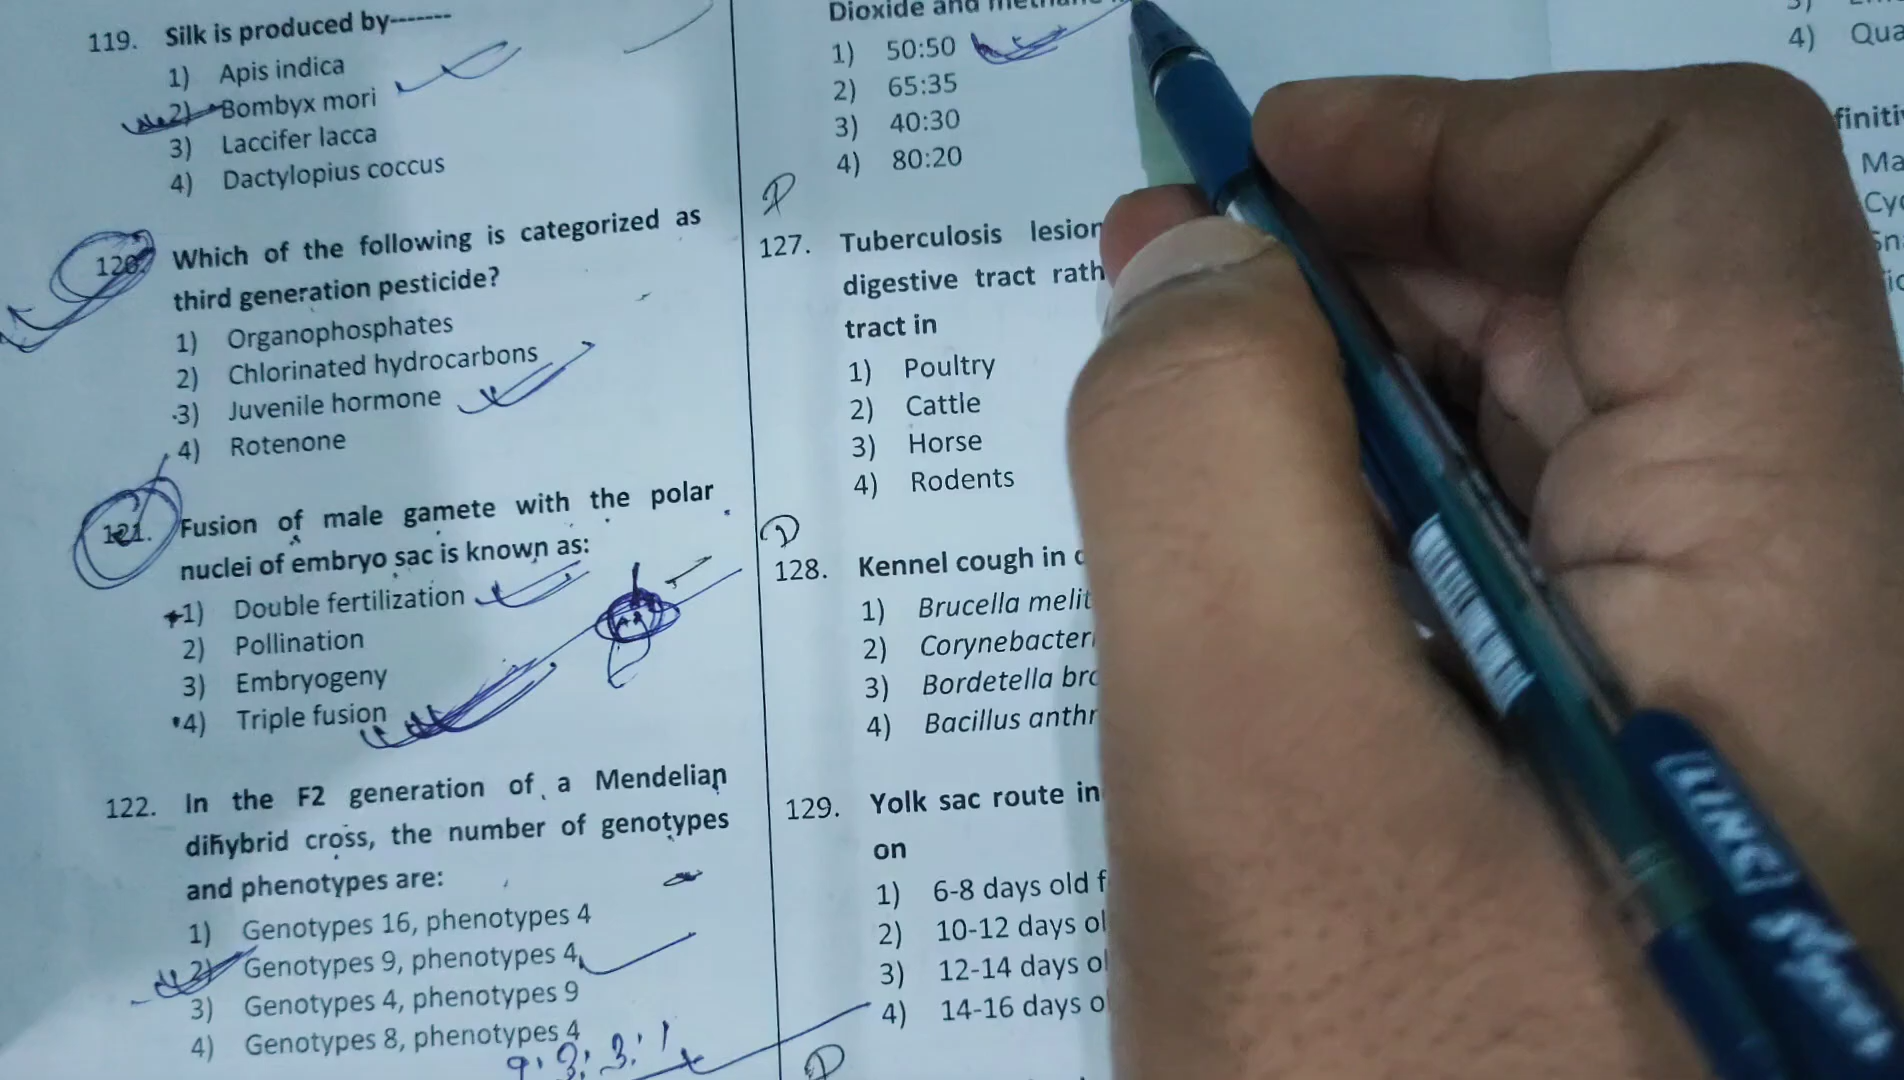 119. Silk is produced by-------
1) Apis indica
2) Bombyx mori
3) Laccifer lacca
4) Dactylopius coccus
120. Which of the following is categorized as
third generation pesticide?
1) Organophosphates
2) Chlorinated hydrocarbons
3) Juvenile hormone
4) Rotenone
121. Fusion of male gamete with the polar
nuclei of embryo sac is known as:
1) Double fertilization
2) Pollination
3) Embryogeny
4) Triple fusion
122. In the F2 generation of a Mendelian
dihybrid cross, the number of genotypes
and phenotypes are:
1) Genotypes 16, phenotypes 4
2) Genotypes 9, phenotypes 4
3) Genotypes 4, phenotypes 9
4) Genotypes 8, phenotypes 4
9:3:3:1
Dioxide and
1) 50:50
2) 65:35
3) 40:30
4) 80:20
127. Tuberculosis lesion
digestive tract rath
tract in
1) Poultry
2) Cattle
3) Horse
4) Rodents
128. Kennel cough in
1) Brucella melit
2) Corynebacteri
3) Bordetella bro
4) Bacillus anthr
129. Yolk sac route in
on
1) 6-8 days old f
2) 10-12 days ol
3) 12-14 days ol
4) 14-16 days o
4) Qua
finiti
Ma
Cyc
Sn
LINC